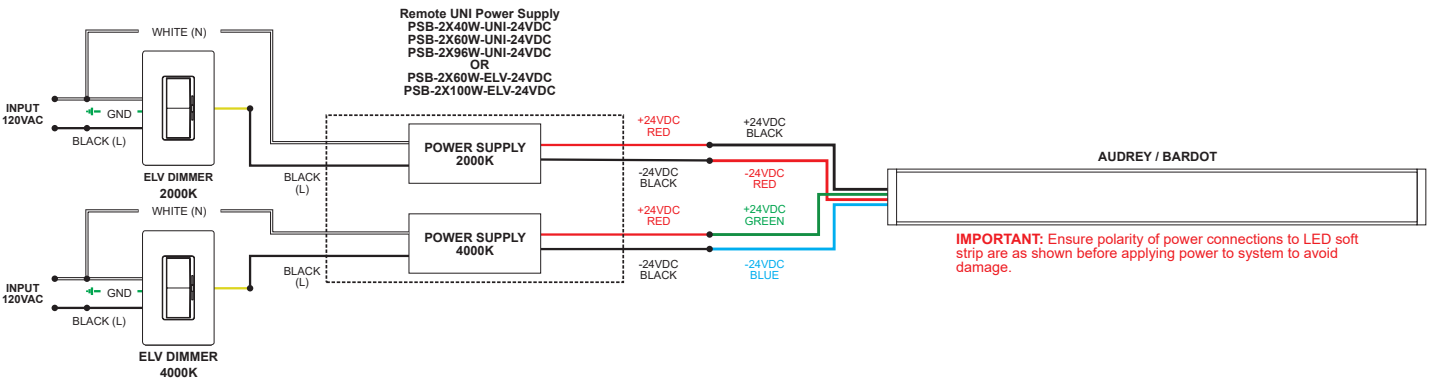 Remote UNI Power Supply
PSB-2X40W-UNI-24VDC
PSB-2X60W-UNI-24VDC
PSB-2X96W-UNI-24VDC
OR
PSB-2X60W-ELV-24VDC
PSB-2X100W-ELV-24VDC
WHITE (N)
INPUT
120VAC
GND
BLACK (L)
ELV DIMMER
2000K
BLACK
(L)
POWER SUPPLY
2000K
+24VDC
RED
+24VDC
BLACK
-24VDC
BLACK
-24VDC
RED
AUDREY / BARDOT
WHITE (N)
INPUT
120VAC
GND
BLACK (L)
ELV DIMMER
4000K
BLACK
(L)
POWER SUPPLY
4000K
+24VDC
RED
+24VDC
GREEN
-24VDC
BLACK
-24VDC
BLUE
IMPORTANT: Ensure polarity of power connections to LED soft
strip are as shown before applying power to system to avoid
damage.